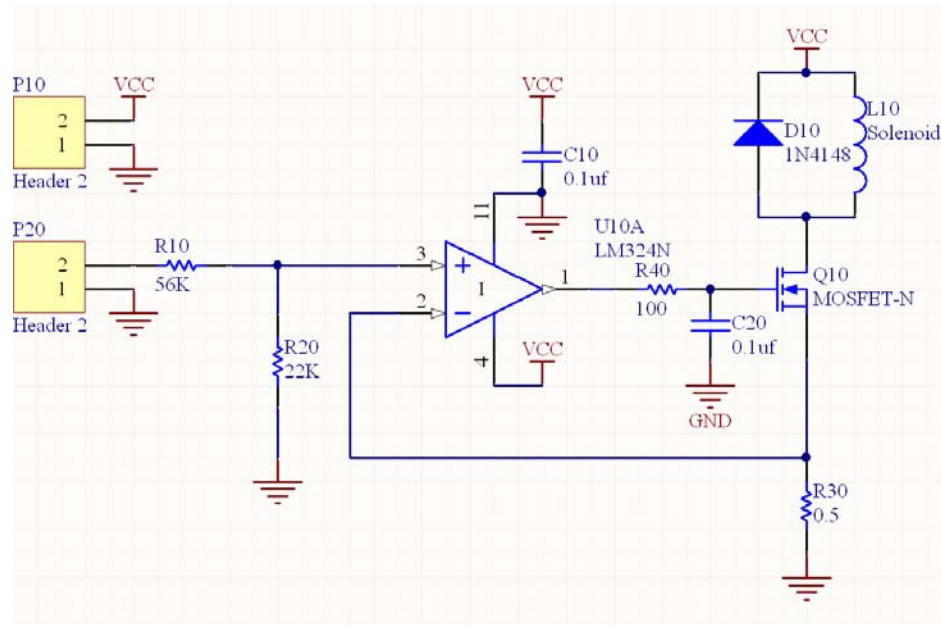 P10
VCC
2
1
Header 2
P20
2
1
Header 2
R10
56K
R20
22K
VCC
C10
0.1uf
11
3
+
2
−
1
1
4
VCC
U10A
LM324N
R40
100
C20
0.1uf
GND
VCC
D10
1N4148
L10
Solenoid
Q10
MOSFET-N
R30
0.5